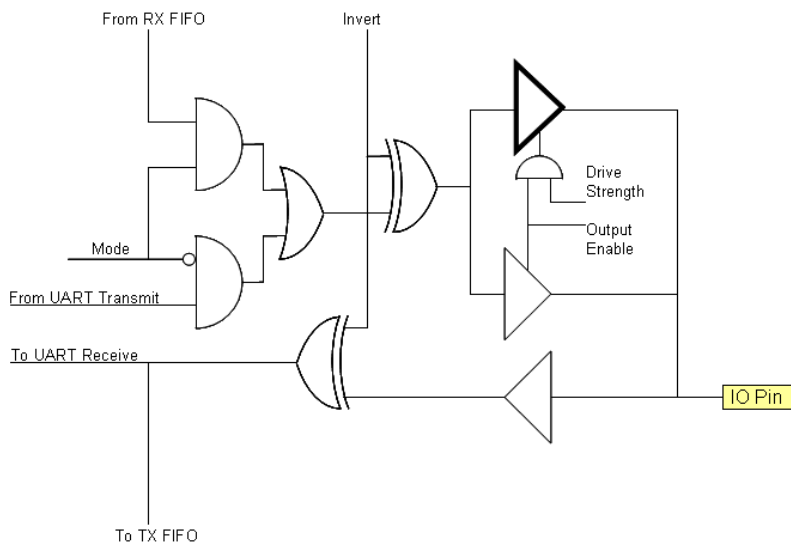 From RX FIFO
Invert
Drive
Strength
Mode
Output
Enable
From UART Transmit
To UART Receive
IO Pin
To TX FIFO